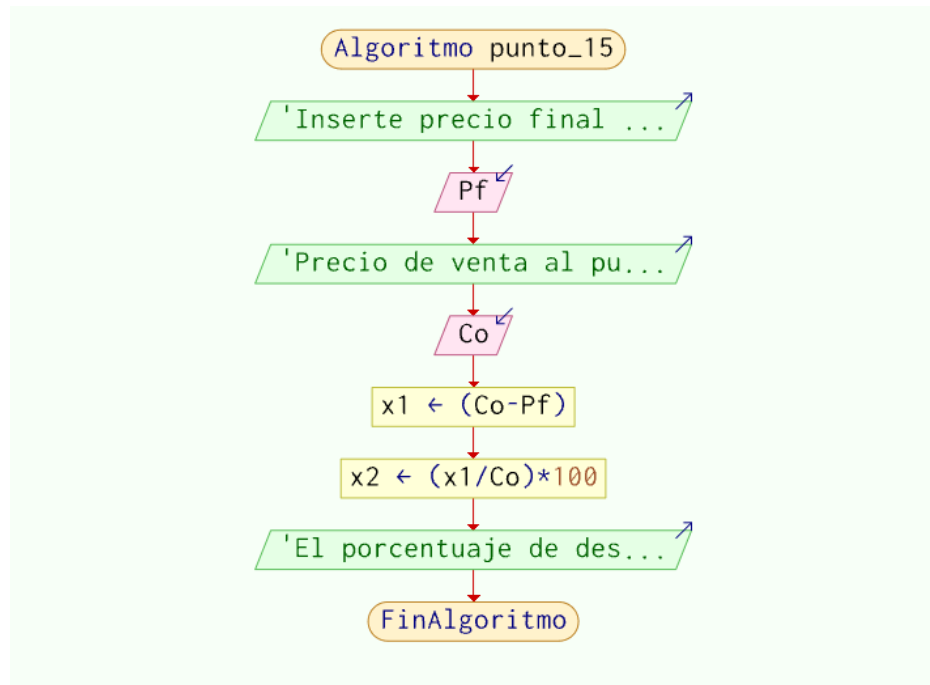 Algoritmo punto_15
'Inserte precio final ...
Pf
'Precio de venta al pu...
Co
x1 ← (Co-Pf)
x2 ← (x1/Co)*100
'El porcentuaje de des...
FinAlgoritmo